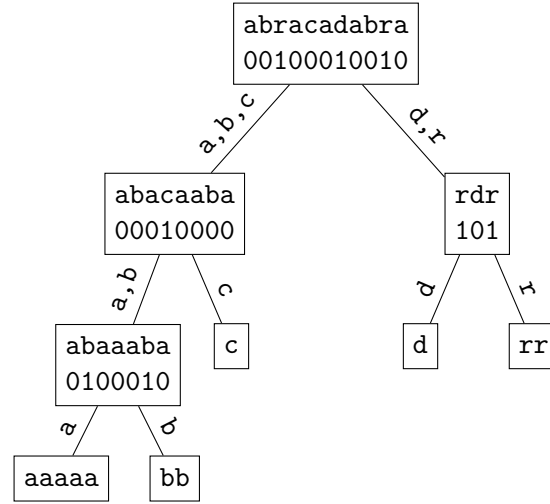 abracadabra
00100010010
a,b,c
d,r
abacaaba
00010000
rdr
101
a,b
c
d
r
abaaaba
0100010
c
d
rr
a
b
aaaaa
bb